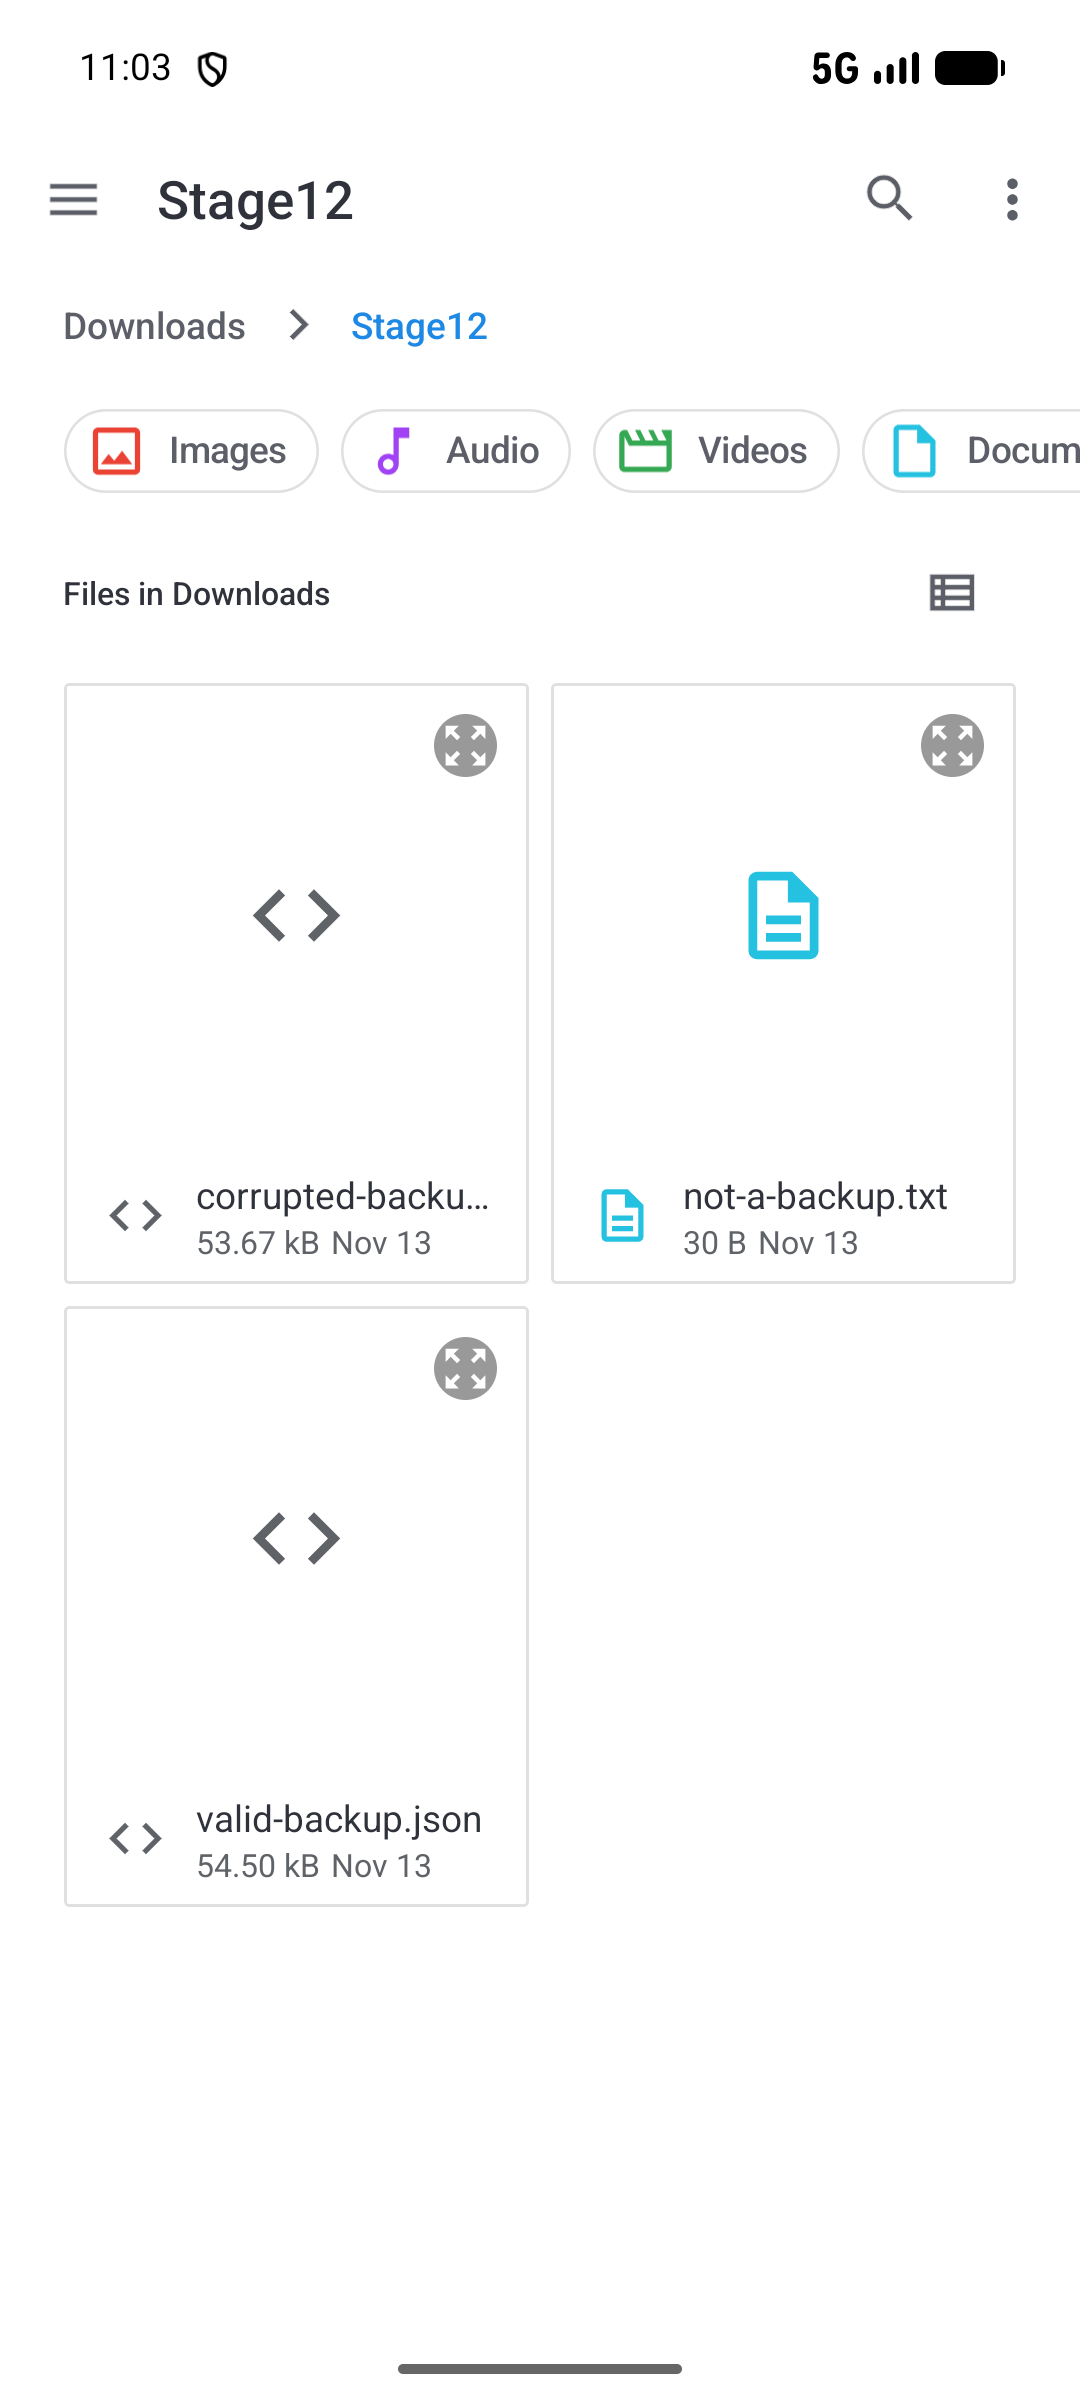 11:03
5G
Stage12
Downloads
Stage12
Images
Audio
Videos
Docum
Files in Downloads
corrupted-backu...
53.67 kB Nov 13
not-a-backup.txt
30 B Nov 13
valid-backup.json
54.50 kB Nov 13